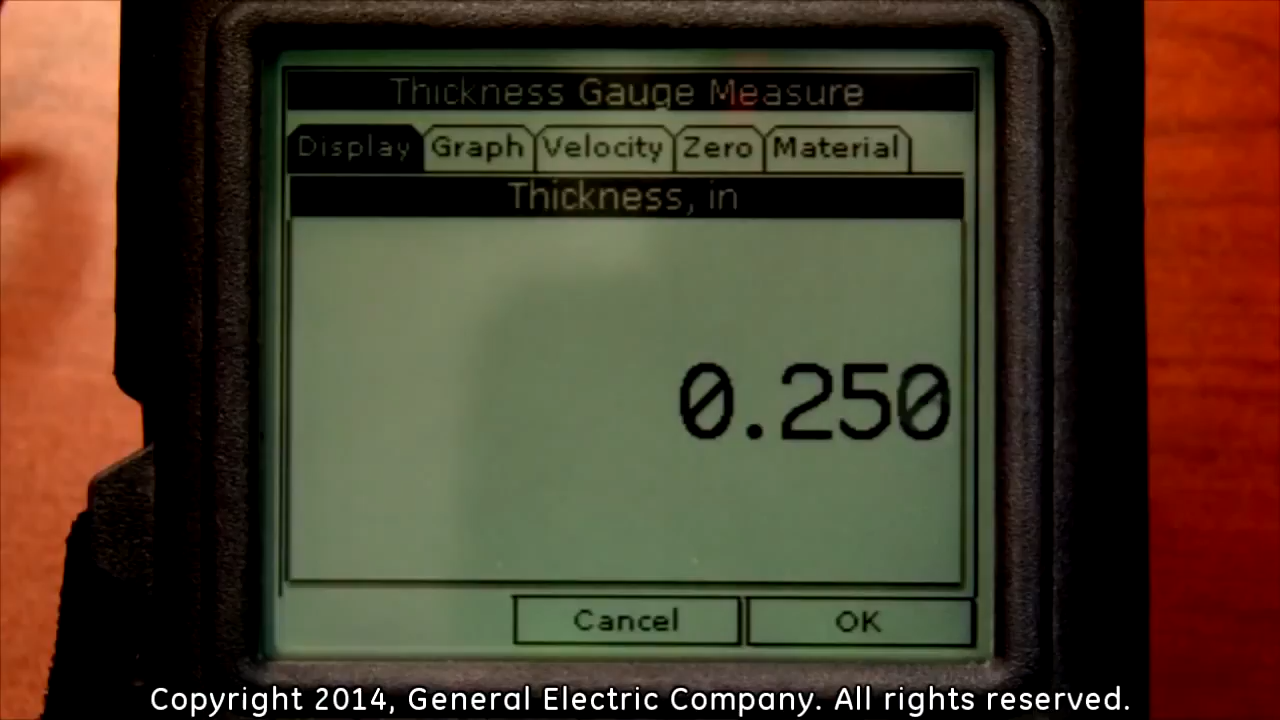 Thickness Gauge Measure
Display Graph Velocity Zero Material
Thickness, in
0.250
Cancel OK
Copyright 2014, General Electric Company. All rights reserved.